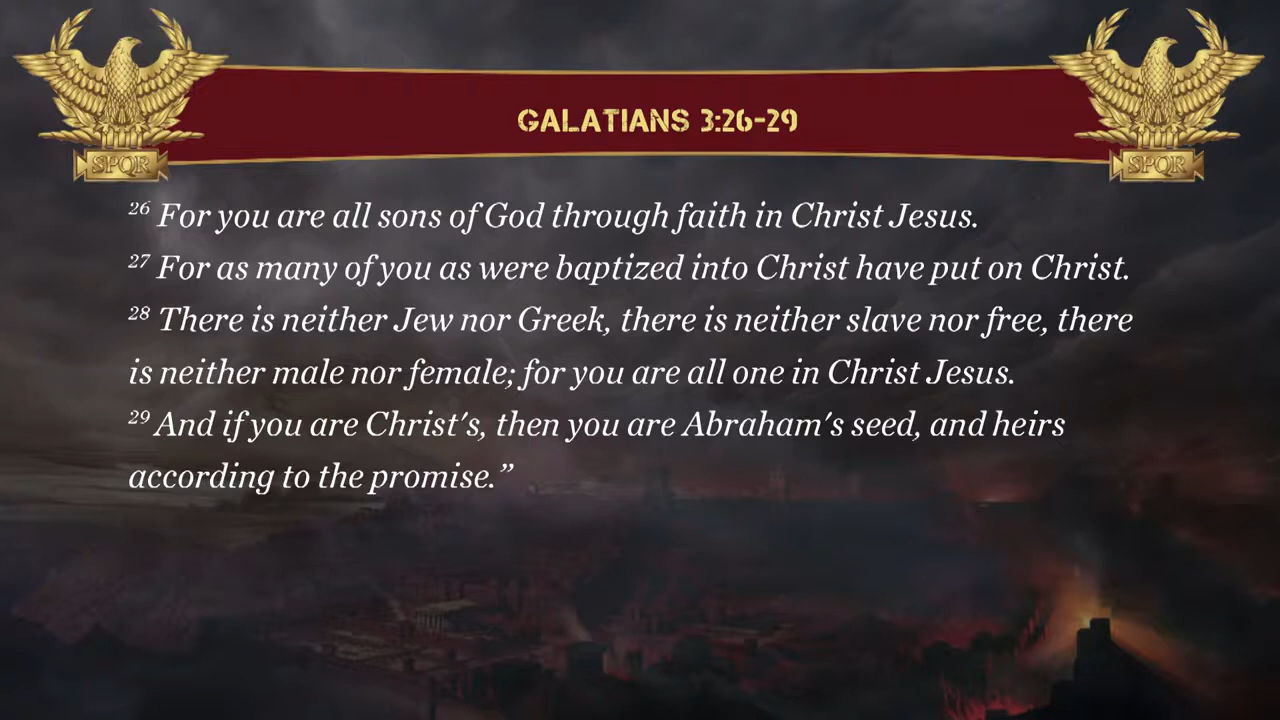 GALATIANS 3:26-29
SPQR
SPQR
26 For you are all sons of God through faith in Christ Jesus.
27 For as many of you as were baptized into Christ have put on Christ.
28 There is neither Jew nor Greek, there is neither slave nor free, there
is neither male nor female; for you are all one in Christ Jesus.
29 And if you are Christ's, then you are Abraham's seed, and heirs
according to the promise.”